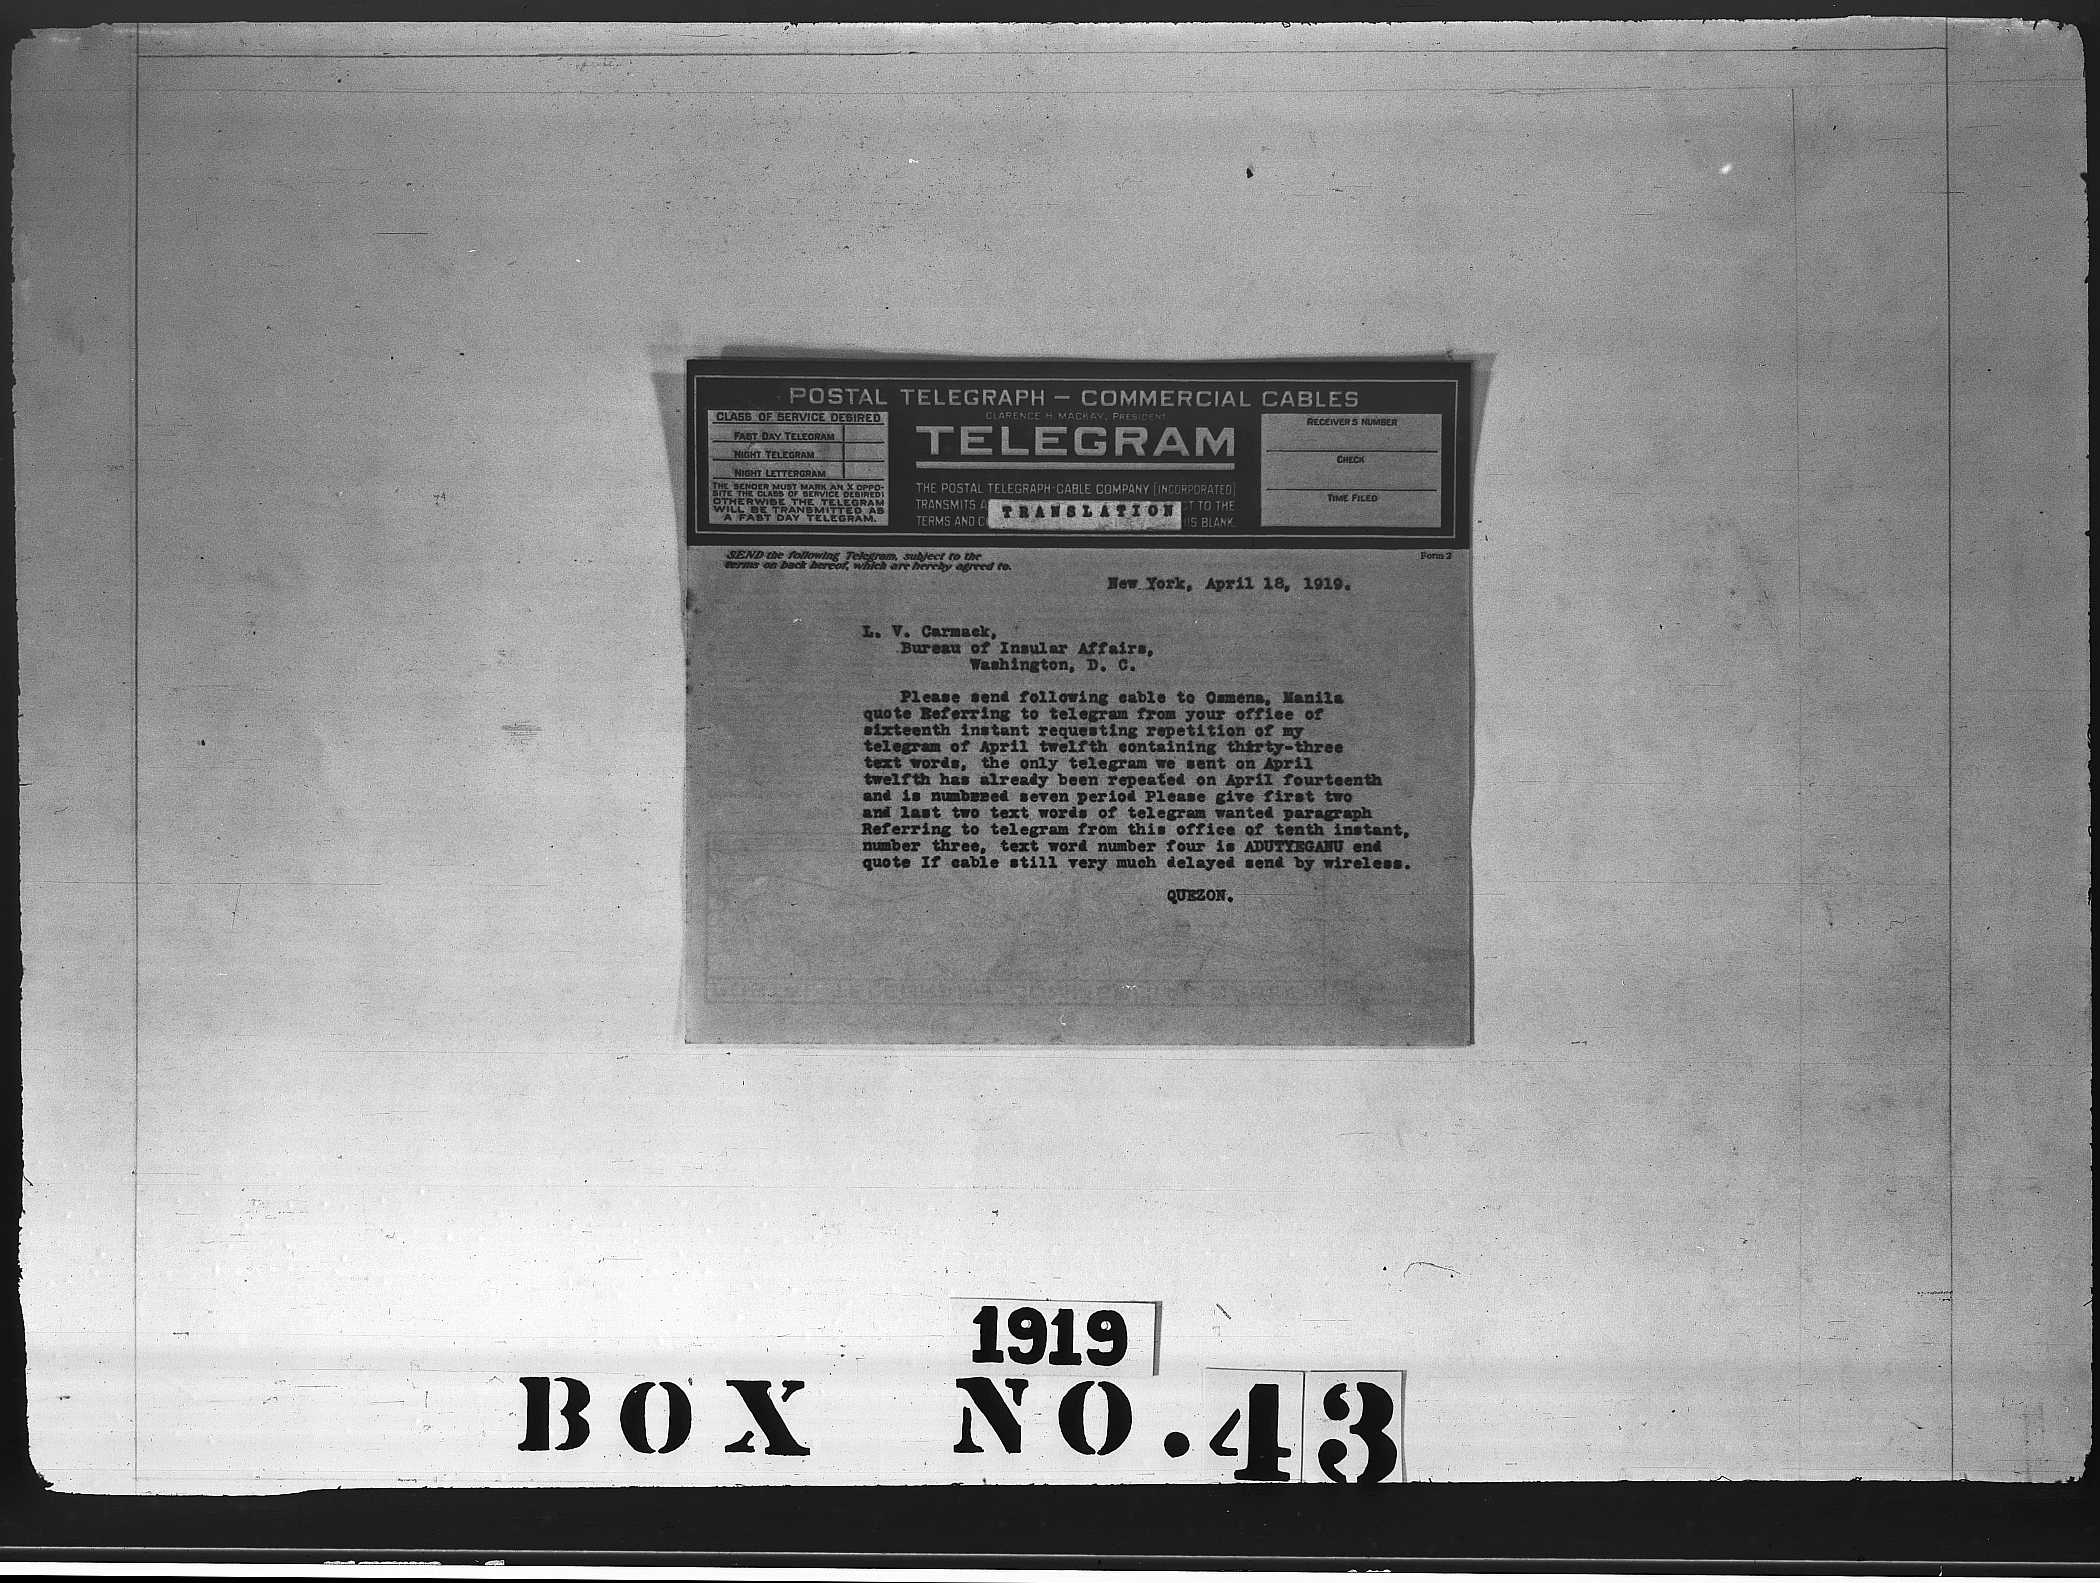 POSTAL TELEGRAPH — COMMERCIAL CABLES
CLARENCE H. MACKAY, PRESIDENT
TELEGRAM
CLASS OF SERVICE DESIRED
FAST DAY TELEGRAM
NIGHT TELEGRAM
NIGHT LETTERGRAM
THE SENDER MUST MARK AN X OPPO-
SITE THE CLASS OF SERVICE DESIRED;
OTHERWISE THE TELEGRAM
WILL BE TRANSMITTED AS
A FAST DAY TELEGRAM.
THE POSTAL TELEGRAPH-CABLE COMPANY (INCORPORATED)
TRANSMITS A T TO THE
TERMS AND C IS BLANK.
TRANSLATION
RECEIVER'S NUMBER
CHECK
TIME FILED
SEND the following Telegram, subject to the
terms on back hereof, which are hereby agreed to.
Form 2
New York, April 18, 1919.
L. V. Carmack,
Bureau of Insular Affairs,
Washington, D. C.
Please send following cable to Osmena, Manila
quote Referring to telegram from your office of
sixteenth instant requesting repetition of my
telegram of April twelfth containing thirty-three
text words, the only telegram we sent on April
twelfth has already been repeated on April fourteenth
and is numbered seven period Please give first two
and last two text words of telegram wanted paragraph
Referring to telegram from this office of tenth instant,
number three, text word number four is ADUTYEGANU end
quote If cable still very much delayed send by wireless.
QUEZON.
1919
BOX NO. 43